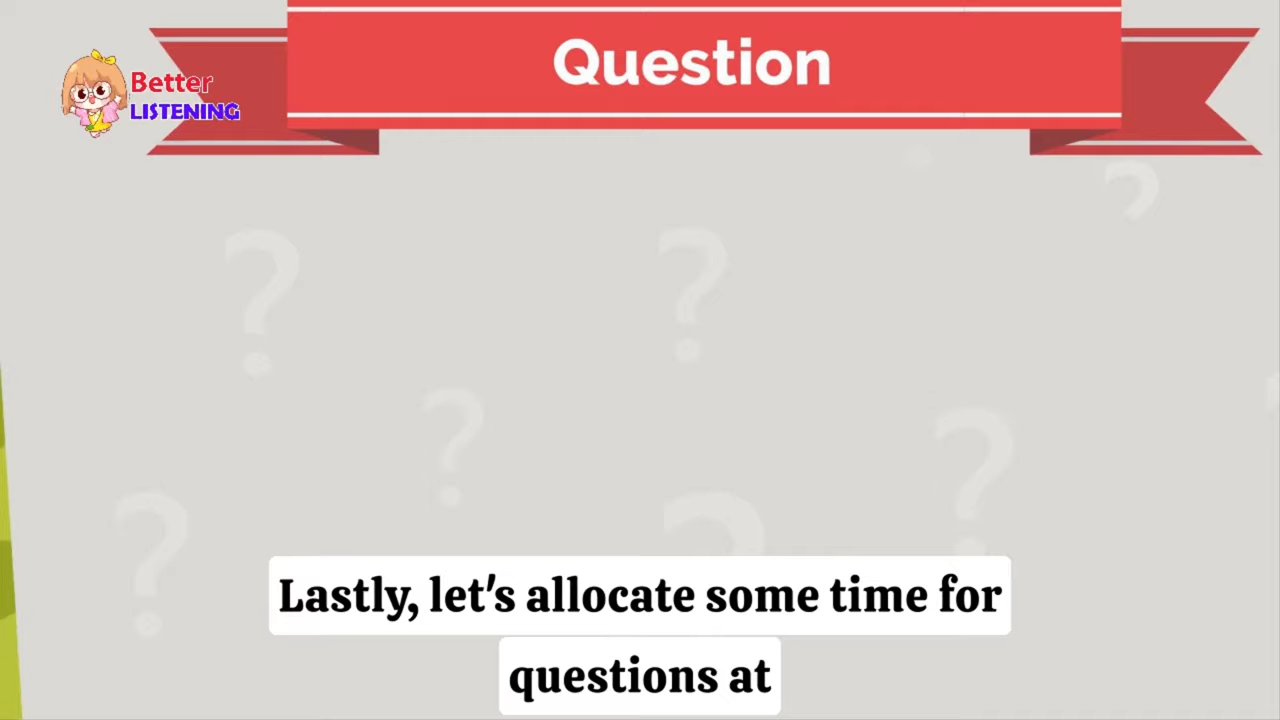 Question
Better
LISTENING
Lastly, let's allocate some time for
questions at